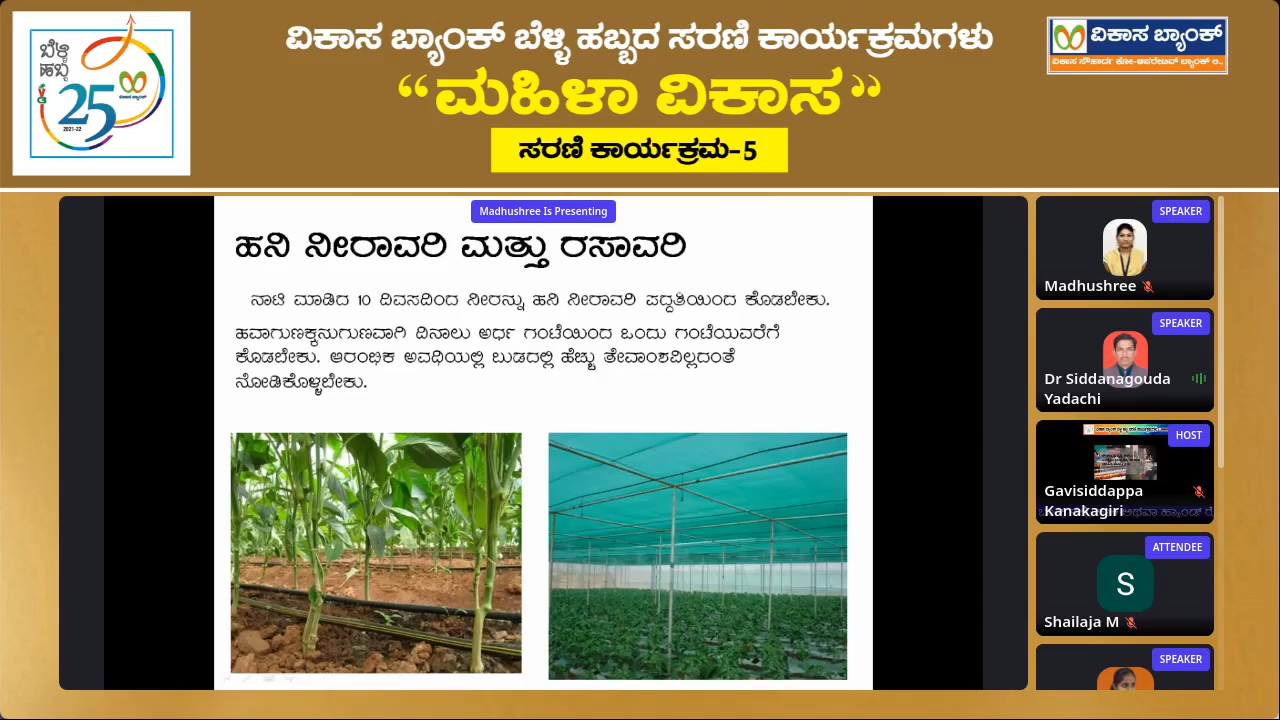 ವಿಕಾಸ ಬ್ಯಾಂಕ್ ಬೆಳ್ಳಿ ಹಬ್ಬದ ಸರಣಿ ಕಾರ್ಯಕ್ರಮಗಳು
“ಮಹಿಳಾ ವಿಕಾಸ”
ಸರಣಿ ಕಾರ್ಯಕ್ರಮ-5
ಬೆಳ್ಳಿ
ಹಬ್ಬ
25
2021-22
ವಿಕಾಸ ಬ್ಯಾಂಕ್
ವಿಕಾಸ ಸೌಹಾರ್ದ ಕೋ-ಆಪರೇಟಿವ್ ಬ್ಯಾಂಕ್ ಲಿ.,
Madhushree Is Presenting
ಹನಿ ನೀರಾವರಿ ಮತ್ತು ರಸಾವರಿ
ನಾಟಿ ಮಾಡಿದ 10 ದಿವಸದಿಂದ ನೀರನ್ನು ಹನಿ ನೀರಾವರಿ ಪದ್ದತಿಯಿಂದ ಕೊಡಬೇಕು.
ಹವಾಗುಣಕ್ಕನುಗುಣವಾಗಿ ದಿನಾಲು ಅರ್ಧ ಗಂಟೆಯಿಂದ ಒಂದು ಗಂಟೆಯವರೆಗೆ
ಕೊಡಬೇಕು. ಆರಂಭಿಕ ಅವಧಿಯಲ್ಲಿ ಬುಡದಲ್ಲಿ ಹೆಚ್ಚು ತೇವಾಂಶವಿಲ್ಲದಂತೆ
ನೋಡಿಕೊಳ್ಳಬೇಕು.
SPEAKER
Madhushree
SPEAKER
Dr Siddanagouda
Yadachi
HOST
Gavisiddappa
Kanakagiri
ATTENDEE
S
Shailaja M
SPEAKER